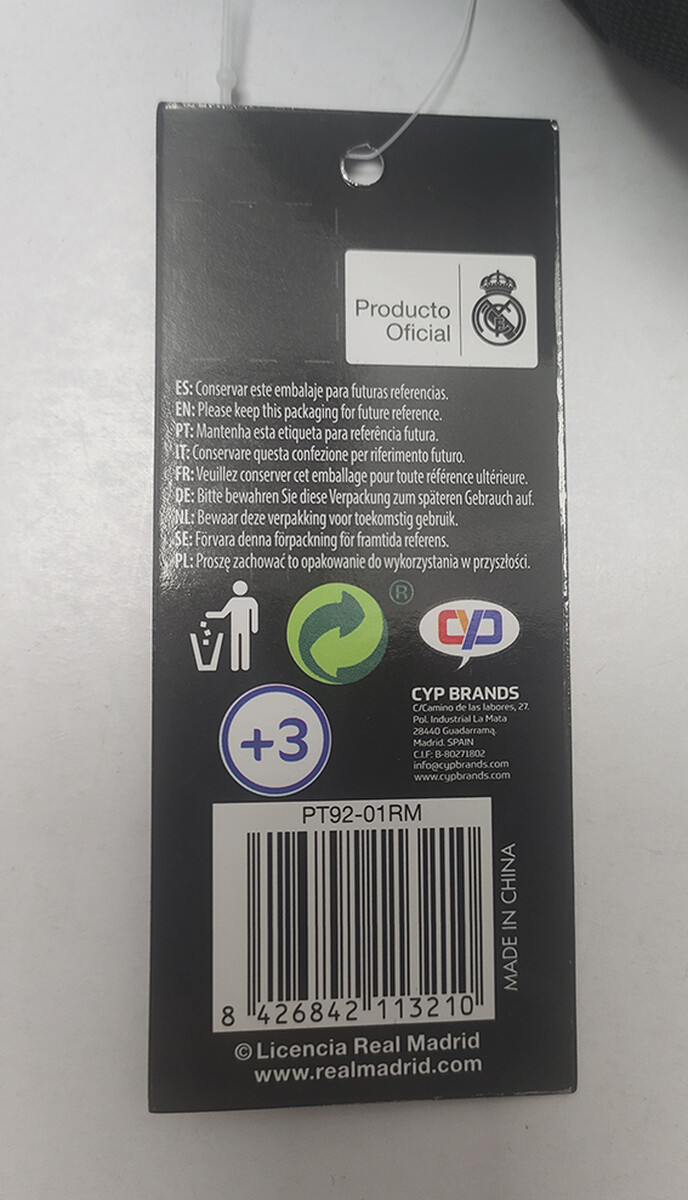 Producto
Oficial
ES: Conservar este embalaje para futuras referencias.
EN: Please keep this packaging for future reference.
PT: Mantenha esta etiqueta para referência futura.
IT: Conservare questa confezione per riferimento futuro.
FR: Veuillez conserver cet emballage pour toute référence ultérieure.
DE: Bitte bewahren Sie diese Verpackung zum späteren Gebrauch auf.
NL: Bewaar deze verpakking voor toekomstig gebruik.
SE: Förvara denna förpackning för framtida referens.
PL: Proszę zachować to opakowanie do wykorzystania w przyszłości.
®
CYP
CYP BRANDS
C/Camino de las labores, 27.
Pol. Industrial La Mata
28440 Guadarrama.
Madrid. SPAIN
C.I.F: B-80271802
info@cypbrands.com
www.cypbrands.com
+3
PT92-01RM
8 426842 113210
MADE IN CHINA
© Licencia Real Madrid
www.realmadrid.com